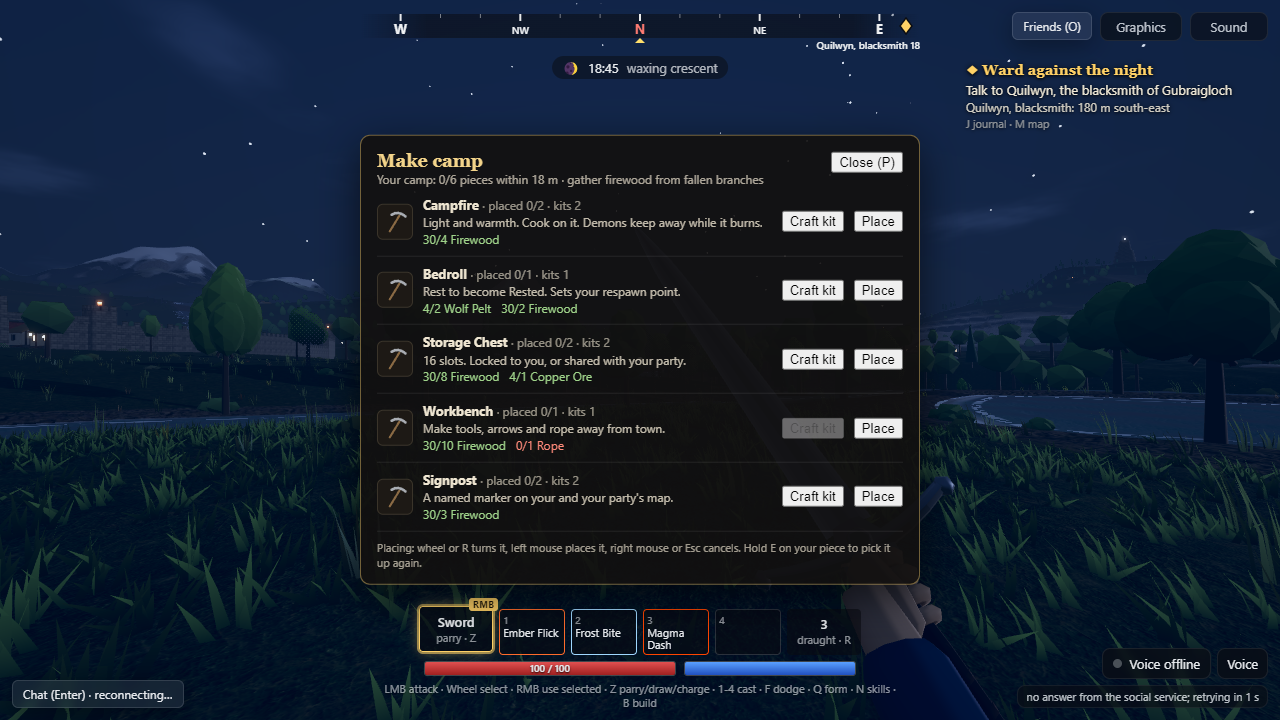 W NW N NE E
Quilwyn, blacksmith 18
18:45 waxing crescent
Friends (O) Graphics Sound
Ward against the night
Talk to Quilwyn, the blacksmith of Gubraigloch
Quilwyn, blacksmith: 180 m south-east
J journal · M map
Make camp
Close (P)
Your camp: 0/6 pieces within 18 m · gather firewood from fallen branches
Campfire · placed 0/2 · kits 2
Light and warmth. Cook on it. Demons keep away while it burns.
30/4 Firewood
Craft kit Place
Bedroll · placed 0/1 · kits 1
Rest to become Rested. Sets your respawn point.
4/2 Wolf Pelt 30/2 Firewood
Craft kit Place
Storage Chest · placed 0/2 · kits 2
16 slots. Locked to you, or shared with your party.
30/8 Firewood 4/1 Copper Ore
Craft kit Place
Workbench · placed 0/1 · kits 1
Make tools, arrows and rope away from town.
30/10 Firewood 0/1 Rope
Craft kit Place
Signpost · placed 0/2 · kits 2
A named marker on your and your party's map.
30/3 Firewood
Craft kit Place
Placing: wheel or R turns it, left mouse places it, right mouse or Esc cancels. Hold E on your piece to pick it
up again.
RMB
Sword
parry · Z
1
Ember Flick
2
Frost Bite
3
Magma
Dash
4
3
draught · R
100 / 100
LMB attack · Wheel select · RMB use selected · Z parry/draw/charge · 1-4 cast · F dodge · Q form · N skills ·
B build
Chat (Enter) · reconnecting...
Voice offline Voice
no answer from the social service; retrying in 1 s